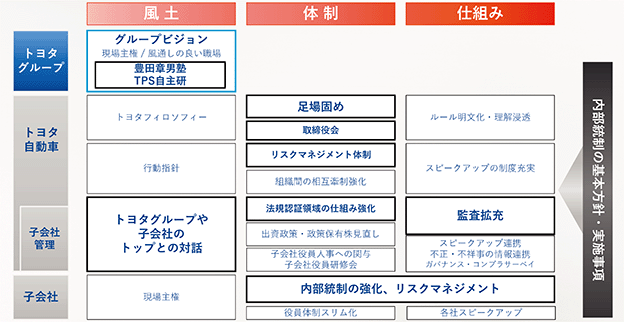 風土
体制
仕組み
トヨタ
グループ
グループビジョン
現場主権 / 風通しの良い職場
豊田章男塾
TPS自主研
トヨタ
自動車
トヨタフィロソフィー
足場固め
取締役会
ルール明文化・理解浸透
行動指針
リスクマネジメント体制
組織間の相互牽制強化
スピークアップの制度充実
子会社
管理
トヨタグループや
子会社の
トップとの対話
法規認証領域の仕組み強化
出資政策・政策保有株見直し
子会社役員人事への関与
子会社役員研修会
監査拡充
スピークアップ連携
不正・不祥事の情報連携
ガバナンス・コンプラサーベイ
子会社
現場主権
内部統制の強化、リスクマネジメント
役員体制スリム化
各社スピークアップ
内部統制の基本方針・実施事項